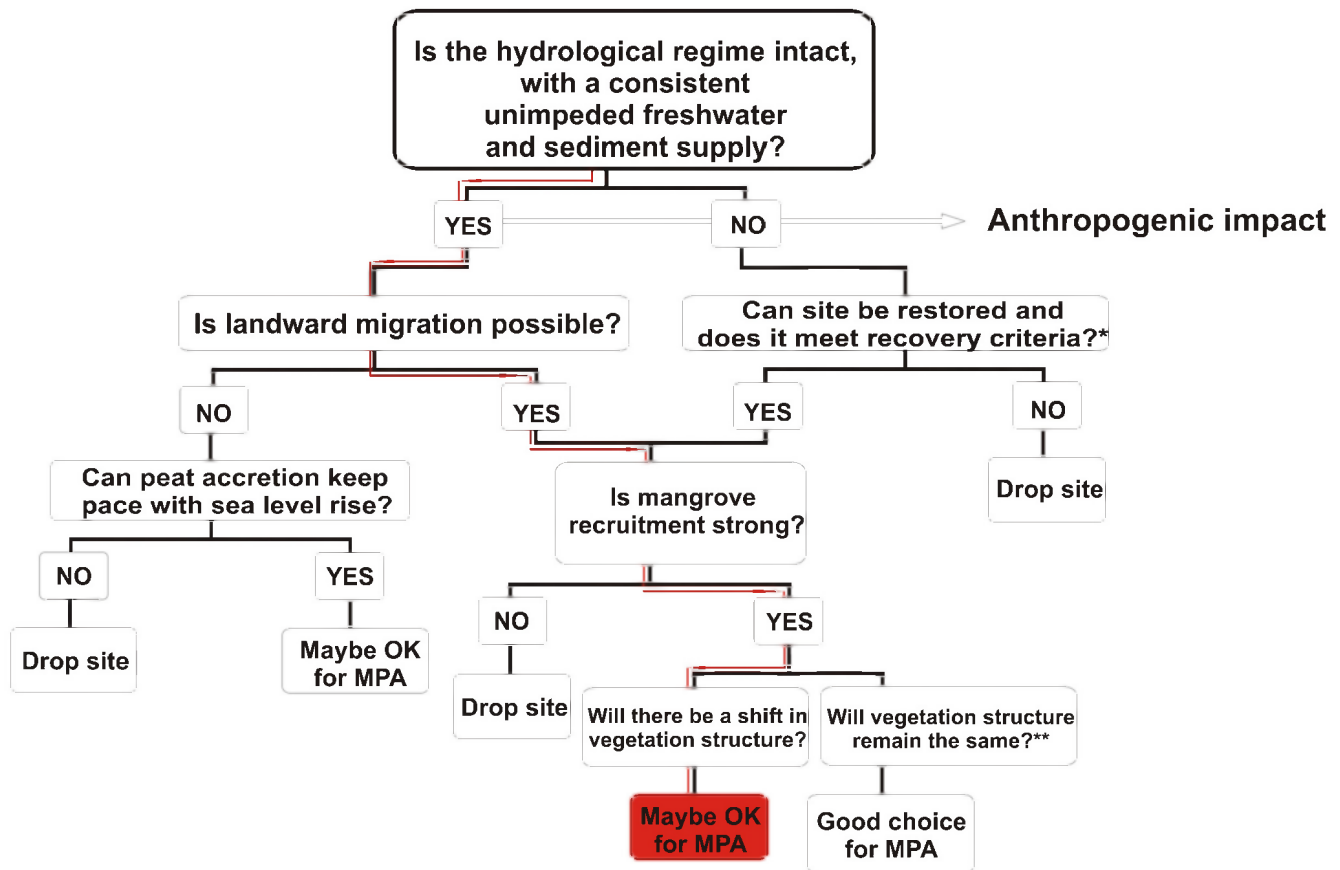 Is the hydrological regime intact,
with a consistent
unimpeded freshwater
and sediment supply?
YES
NO
Anthropogenic impact
Is landward migration possible?
Can site be restored and
does it meet recovery criteria?*
NO
YES
YES
NO
Can peat accretion keep
pace with sea level rise?
Is mangrove
recruitment strong?
Drop site
NO
YES
NO
YES
Drop site
Maybe OK
for MPA
Drop site
Will there be a shift in
vegetation structure?
Will vegetation structure
remain the same?**
Maybe OK
for MPA
Good choice
for MPA